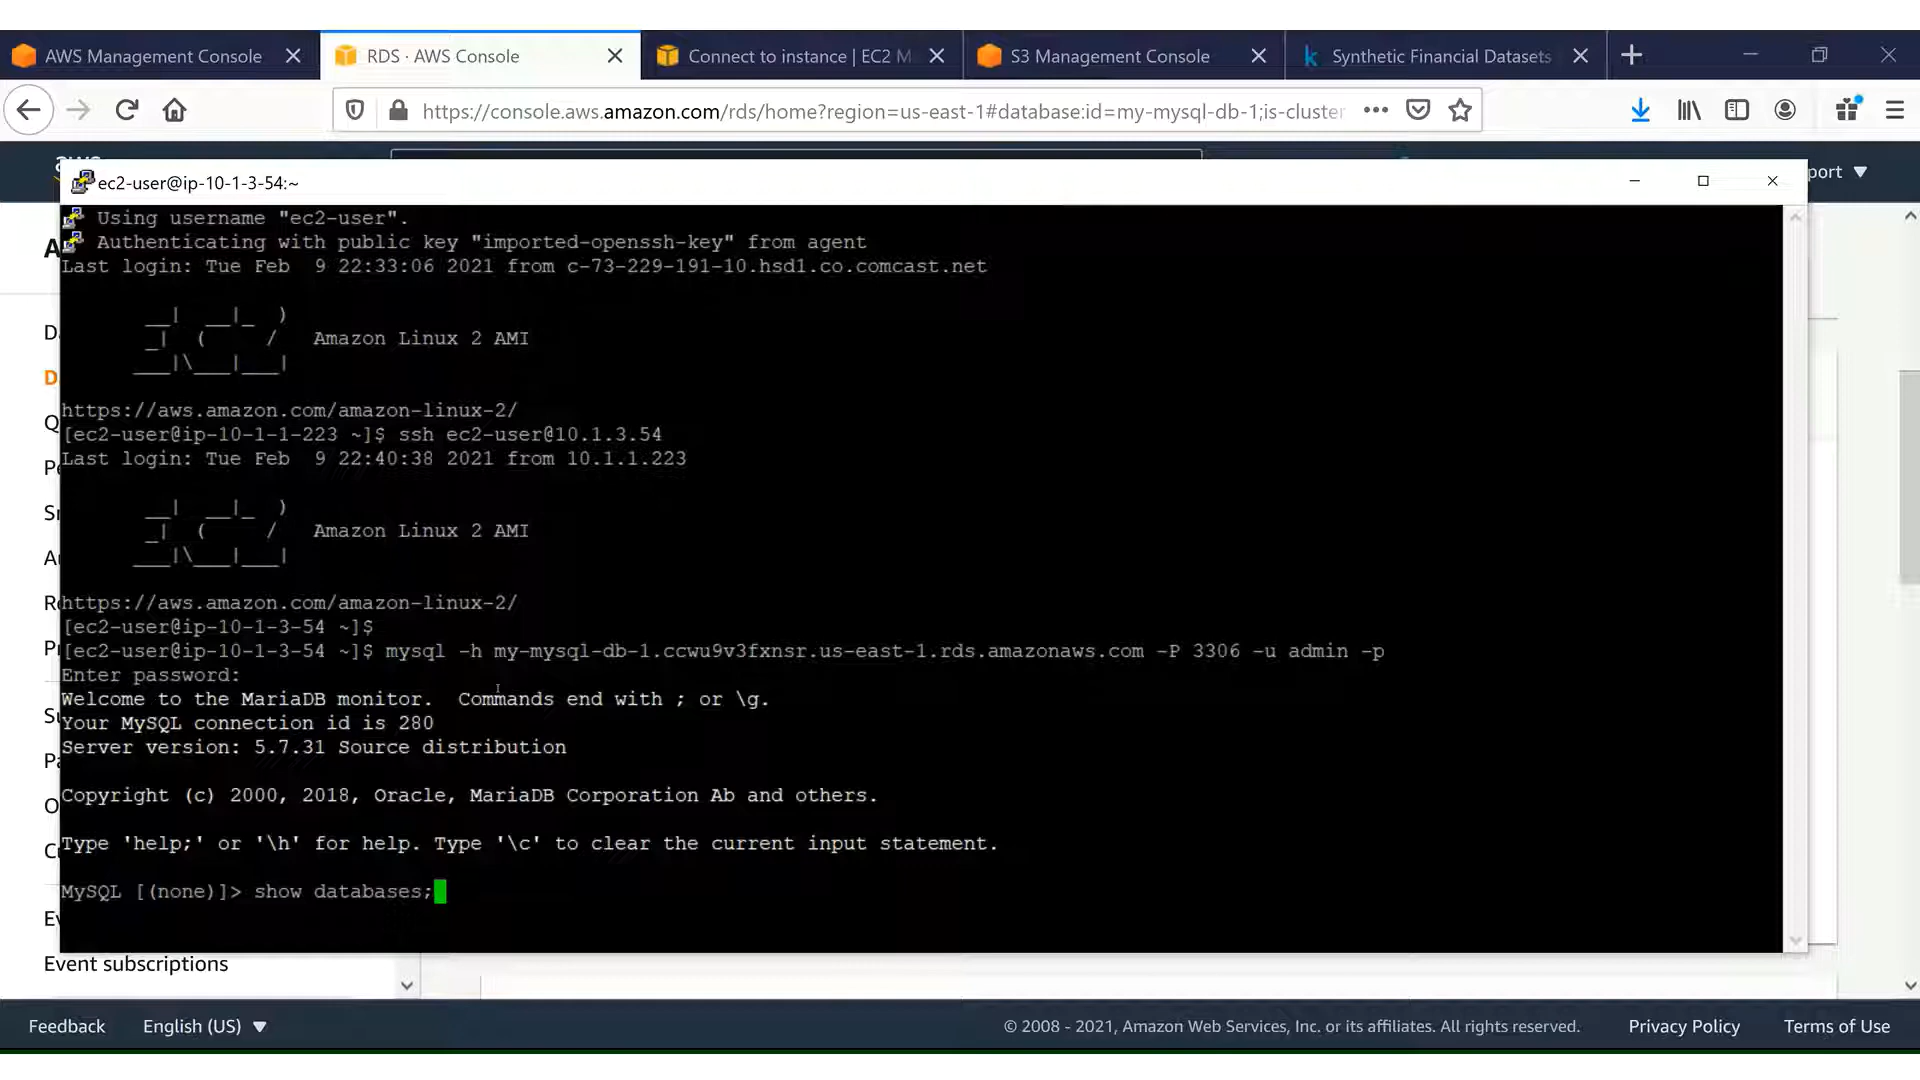 AWS Management Console
RDS · AWS Console
Connect to instance | EC2 M
S3 Management Console
Synthetic Financial Datasets
https://console.aws.amazon.com/rds/home?region=us-east-1#database:id=my-mysql-db-1;is-cluster
port
ec2-user@ip-10-1-3-54:~
Using username "ec2-user".
Authenticating with public key "imported-openssh-key" from agent
Last login: Tue Feb  9 22:33:06 2021 from c-73-229-191-10.hsd1.co.comcast.net
       __|  __|_  )
       _|  (     /   Amazon Linux 2 AMI
      ___|\___|___|
https://aws.amazon.com/amazon-linux-2/
[ec2-user@ip-10-1-1-223 ~]$ ssh ec2-user@10.1.3.54
Last login: Tue Feb  9 22:40:38 2021 from 10.1.1.223
       __|  __|_  )
       _|  (     /   Amazon Linux 2 AMI
      ___|\___|___|
https://aws.amazon.com/amazon-linux-2/
[ec2-user@ip-10-1-3-54 ~]$
[ec2-user@ip-10-1-3-54 ~]$ mysql -h my-mysql-db-1.ccwu9v3fxnsr.us-east-1.rds.amazonaws.com -P 3306 -u admin -p
Enter password:
Welcome to the MariaDB monitor.  Commands end with ; or \g.
Your MySQL connection id is 280
Server version: 5.7.31 Source distribution
Copyright (c) 2000, 2018, Oracle, MariaDB Corporation Ab and others.
Type 'help;' or '\h' for help. Type '\c' to clear the current input statement.
MySQL [(none)]> show databases;
Event subscriptions
Feedback
English (US)
© 2008 - 2021, Amazon Web Services, Inc. or its affiliates. All rights reserved.
Privacy Policy
Terms of Use